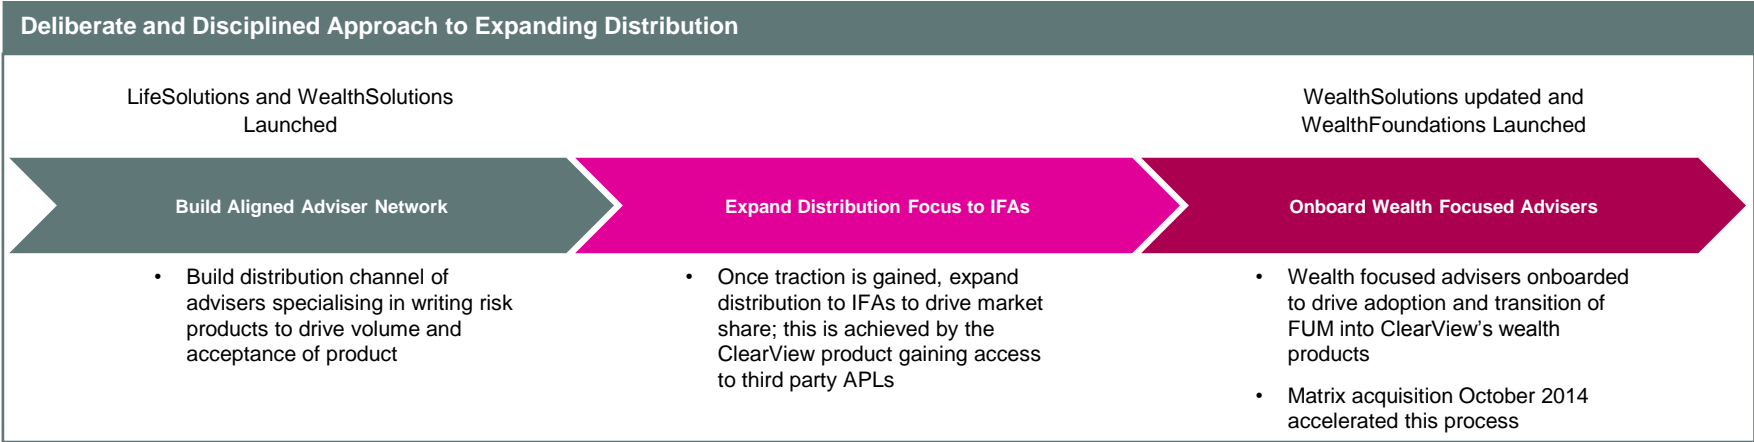 Deliberate and Disciplined Approach to Expanding Distribution
LifeSolutions and WealthSolutions
Launched
WealthSolutions updated and
WealthFoundations Launched
Build Aligned Adviser Network
Expand Distribution Focus to IFAs
Onboard Wealth Focused Advisers
• Build distribution channel of
advisers specialising in writing risk
products to drive volume and
acceptance of product
• Once traction is gained, expand
distribution to IFAs to drive market
share; this is achieved by the
ClearView product gaining access
to third party APLs
• Wealth focused advisers onboarded
to drive adoption and transition of
FUM into ClearView's wealth
products
• Matrix acquisition October 2014
accelerated this process